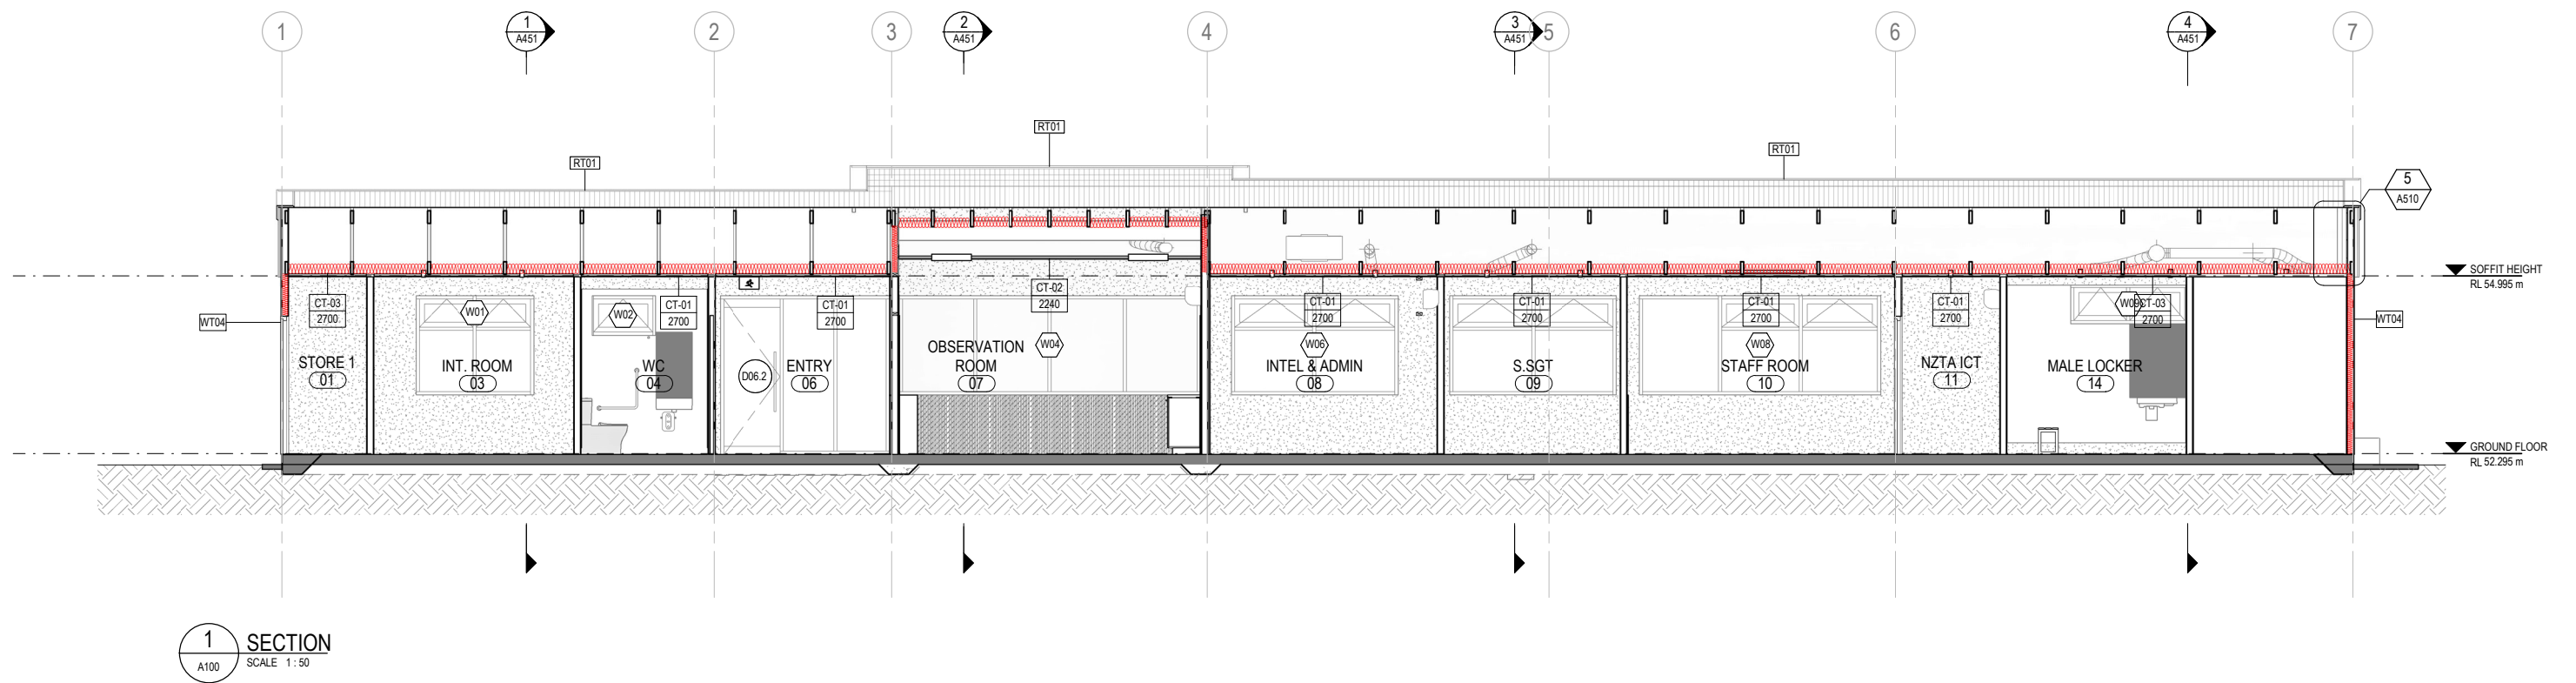 1
1
A451
2
3
2
A451
4
3
A451
5
6
4
A451
7
RT01
RT01
RT01
5
A510
SOFFIT HEIGHT
RL 54.995 m
WT04
CT-03
2700
W01
W02
CT-01
2700
CT-01
2700
CT-02
2240
W04
CT-01
2700
W06
CT-01
2700
CT-01
2700
W08
CT-01
2700
W09
CT-03
2700
WT04
STORE 1
01
INT. ROOM
03
WC
04
D06.2
ENTRY
06
OBSERVATION
ROOM
07
INTEL & ADMIN
08
S.SGT
09
STAFF ROOM
10
NZTA ICT
11
MALE LOCKER
14
GROUND FLOOR
RL 52.295 m
1
A100
SECTION
SCALE 1 : 50